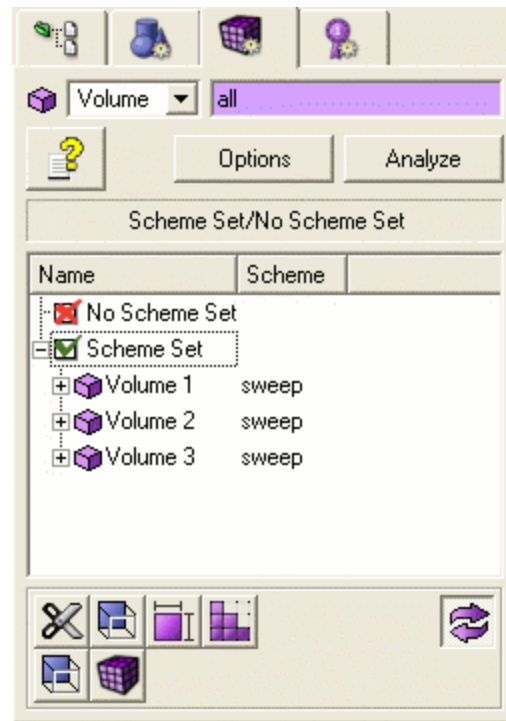 Volume all
Options Analyze
Scheme Set/No Scheme Set
Name Scheme
No Scheme Set
Scheme Set
Volume 1 sweep
Volume 2 sweep
Volume 3 sweep